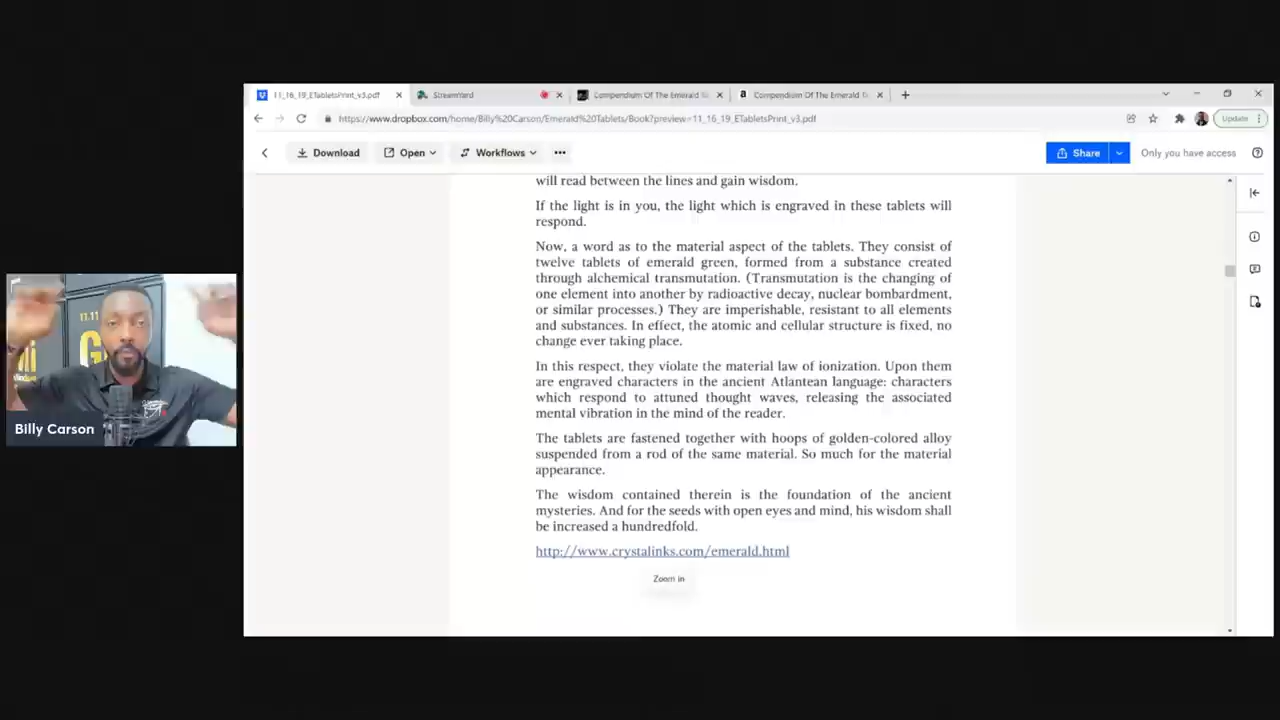 11_16_19_ETabletsPrint_v3.pdf
StreamYard
Compendium Of The Emerald
Compendium Of The Emerald
https://www.dropbox.com/home/Billy%20Carson/Emerald%20Tablets/Book?preview=11_16_19_ETabletsPrint_v3.pdf
Update
Download
Open
Workflows
Share
Only you have access
will read between the lines and gain wisdom.
If the light is in you, the light which is engraved in these tablets will
respond.
Now, a word as to the material aspect of the tablets. They consist of
twelve tablets of emerald green, formed from a substance created
through alchemical transmutation. (Transmutation is the changing of
one element into another by radioactive decay, nuclear bombardment,
or similar processes.) They are imperishable, resistant to all elements
and substances. In effect, the atomic and cellular structure is fixed, no
change ever taking place.
In this respect, they violate the material law of ionization. Upon them
are engraved characters in the ancient Atlantean language: characters
which respond to attuned thought waves, releasing the associated
mental vibration in the mind of the reader.
The tablets are fastened together with hoops of golden-colored alloy
suspended from a rod of the same material. So much for the material
appearance.
The wisdom contained therein is the foundation of the ancient
mysteries. And for the seeds with open eyes and mind, his wisdom shall
be increased a hundredfold.
http://www.crystalinks.com/emerald.html
Zoom in
11.11
G
Billy Carson